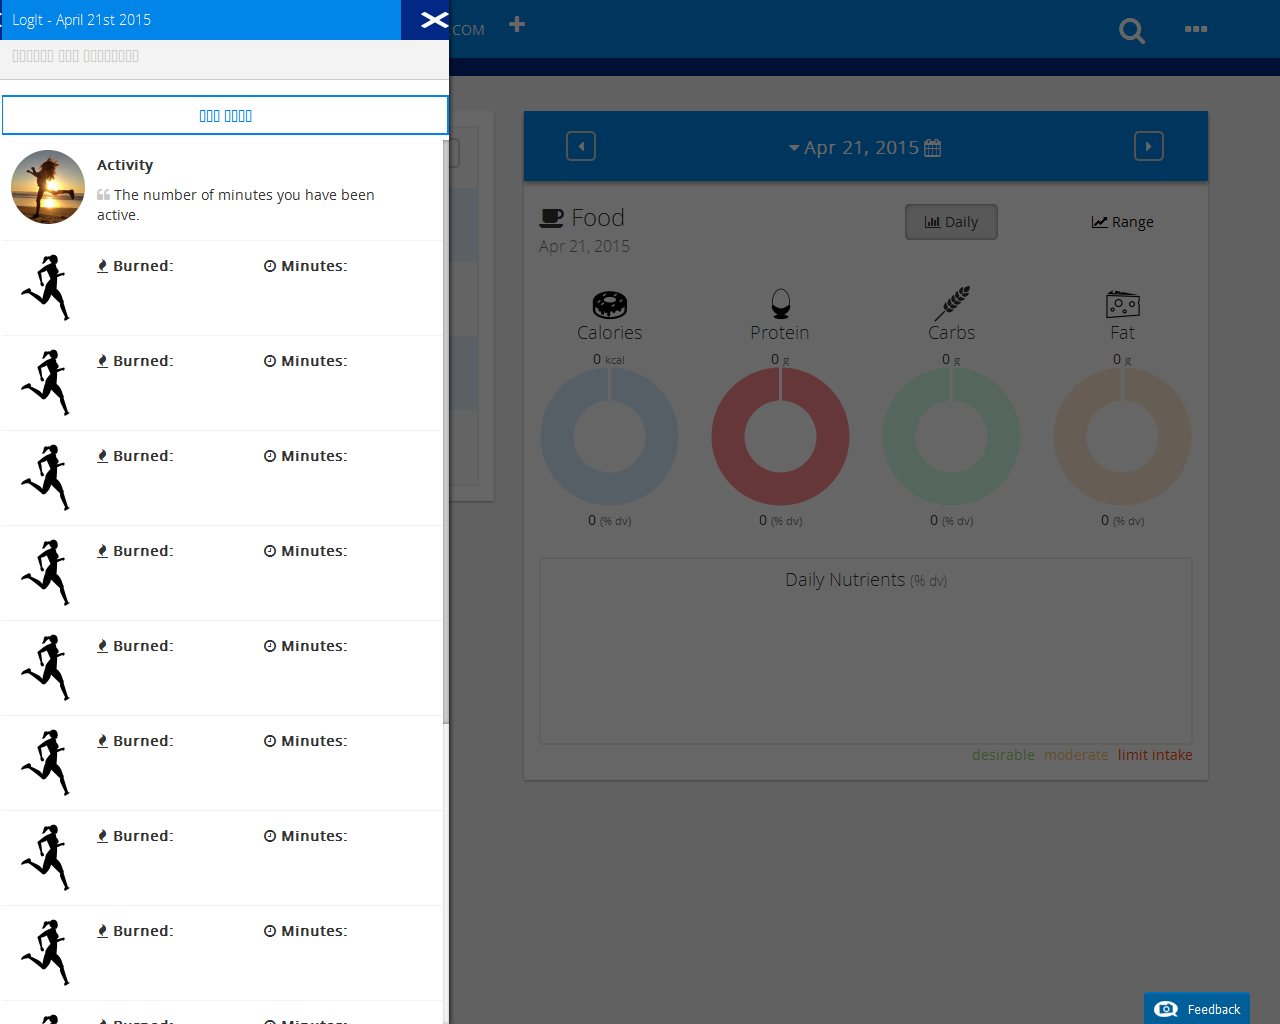 LogIt - April 21st 2015
.COM
Apr 21, 2015
Activity
The number of minutes you have been
active.
Burned: Minutes:
Burned: Minutes:
Burned: Minutes:
Burned: Minutes:
Burned: Minutes:
Burned: Minutes:
Burned: Minutes:
Burned: Minutes:
Food
Apr 21, 2015
Daily
Range
Calories
0 kcal
0 (% dv)
Protein
0 g
0 (% dv)
Carbs
0 g
0 (% dv)
Fat
0 g
0 (% dv)
Daily Nutrients (% dv)
desirable moderate limit intake
Feedback